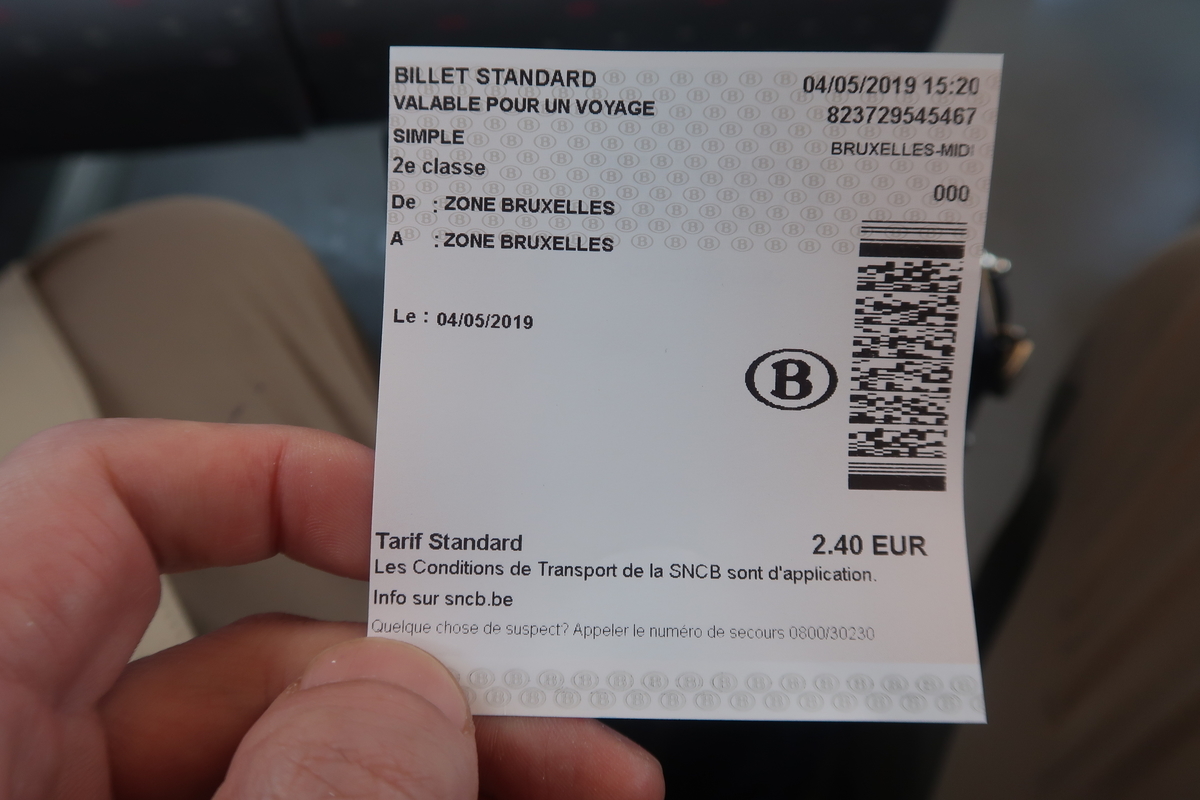 BILLET STANDARD 04/05/2019 15:20
VALABLE POUR UN VOYAGE 823729545467
SIMPLE BRUXELLES-MIDI
2e classe 000
De : ZONE BRUXELLES
A : ZONE BRUXELLES
Le : 04/05/2019
B
Tarif Standard 2.40 EUR
Les Conditions de Transport de la SNCB sont d'application.
Info sur sncb.be
Quelque chose de suspect? Appeler le numéro de secours 0800/30230